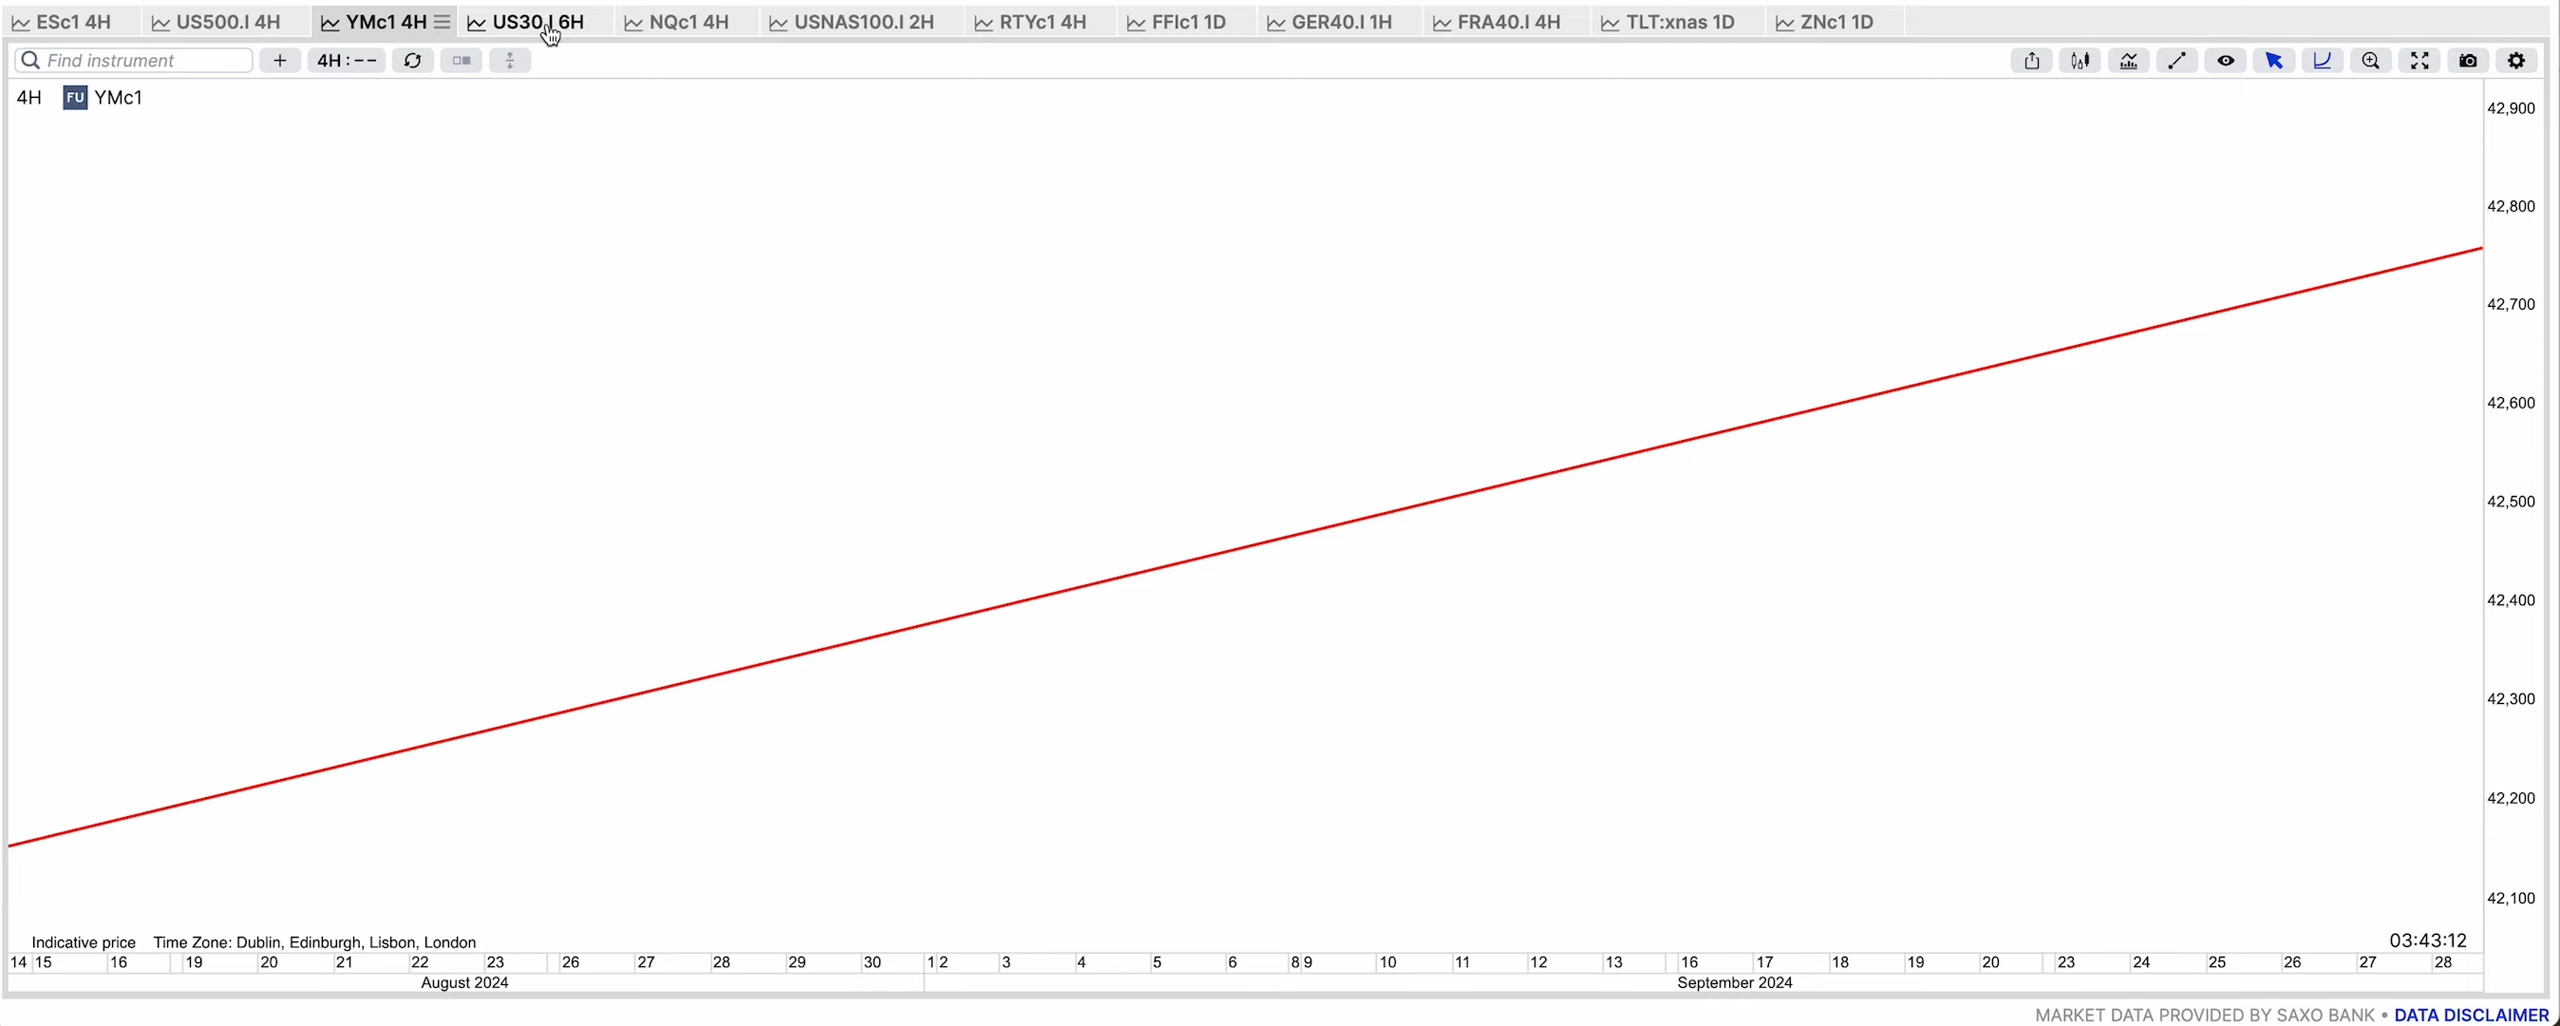 ESc1 4H US500.I 4H YMc1 4H US30.I 6H NQc1 4H USNAS100.I 2H RTYc1 4H FFIc1 1D GER40.I 1H FRA40.I 4H TLT:xnas 1D ZNc1 1D
Find instrument + 4H : --
4H FU YMc1
42,900
42,800
42,700
42,600
42,500
42,400
42,300
42,200
42,100
Indicative price Time Zone: Dublin, Edinburgh, Lisbon, London 03:43:12
14 15 16 19 20 21 22 23 26 27 28 29 30 1 2 3 4 5 6 8 9 10 11 12 13 16 17 18 19 20 23 24 25 26 27 28
August 2024 September 2024
MARKET DATA PROVIDED BY SAXO BANK • DATA DISCLAIMER